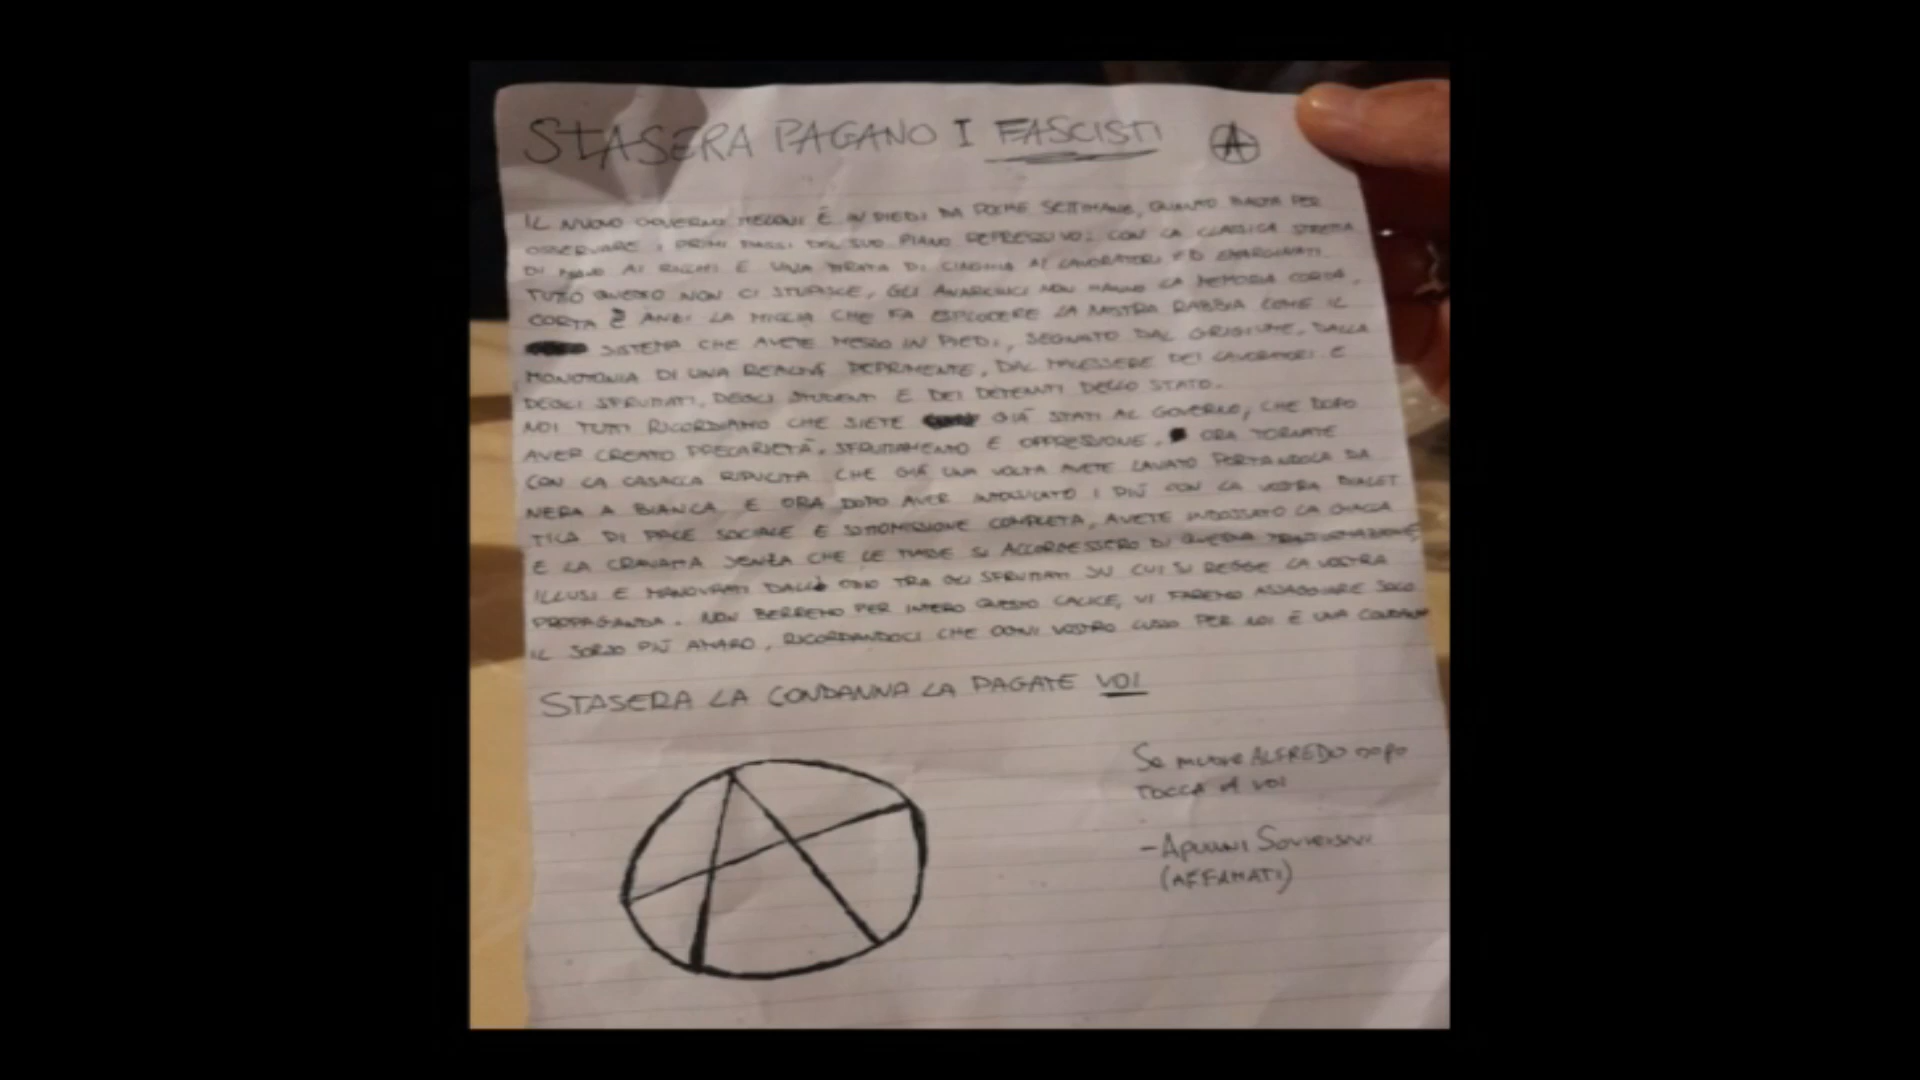 STASERA PAGANO I FASCISTI
IL NUOVO GOVERNO MELONI È IN PIEDI DA POCHE SETTIMANE, QUANTO BASTA PER
OSSERVARE I PRIMI PASSI DEL SUO PIANO REPRESSIVO: CON LA CLASSICA STRETTA
DI MANO AI RICCHI E UNA TIRATA DI CINGHIA AI LAVORATORI ED EMARGINATI.
TUTTO QUESTO NON CI STUPISCE, GLI ANARCHICI NON HANNO LA MEMORIA CORTA,
CORTA È ANZI LA MICCIA CHE FA ESPLODERE LA NOSTRA RABBIA COME IL
SISTEMA CHE AVETE MESSO IN PIEDI, SEGNATO DAL GRIGIUME, DALLA
MONOTONIA DI UNA REALTÀ DEPRIMENTE, DAL MALESSERE DEI LAVORATORI E
DEGLI SFRUTTATI, DEGLI STUDENTI E DEI DETENUTI DELLO STATO.
NOI TUTTI RICORDIAMO CHE SIETE GIÀ STATI AL GOVERNO, CHE DOPO
AVER CREATO PRECARIETÀ, SFRUTTAMENTO E OPPRESSIONE, ORA TORNATE
CON LA CASACCA RIPULITA CHE GIÀ UNA VOLTA AVETE LAVATO PORTANDOLA DA
NERA A BIANCA E ORA DOPO AVER I PIÙ CON LA VOSTRA DIALET
TICA DI PACE SOCIALE E SOTTOMISSIONE COMPLETA, AVETE INDOSSATO LA GIACCA
E LA CRAVATTA SENZA CHE LE MASSE SI ACCORGESSERO DI QUESTA TRASFORMAZIONE,
ILLUSI E MANOVRATI DALLO ODIO TRA GLI SFRUTTATI SU CUI SI REGGE LA VOSTRA
PROPAGANDA. NON BERREMO PER INTERO QUESTO CALICE, VI FAREMO ASSAGGIARE SOLO
IL SORSO PIÙ AMARO, RICORDANDOCI CHE OGNI VOSTRO LUSSO PER NOI È UNA CONDANNA
STASERA LA CONDANNA LA PAGATE VOI
Se muore ALFREDO dopo
TOCCA A VOI
- Apuani Sovversivi
(AFFAMATI)